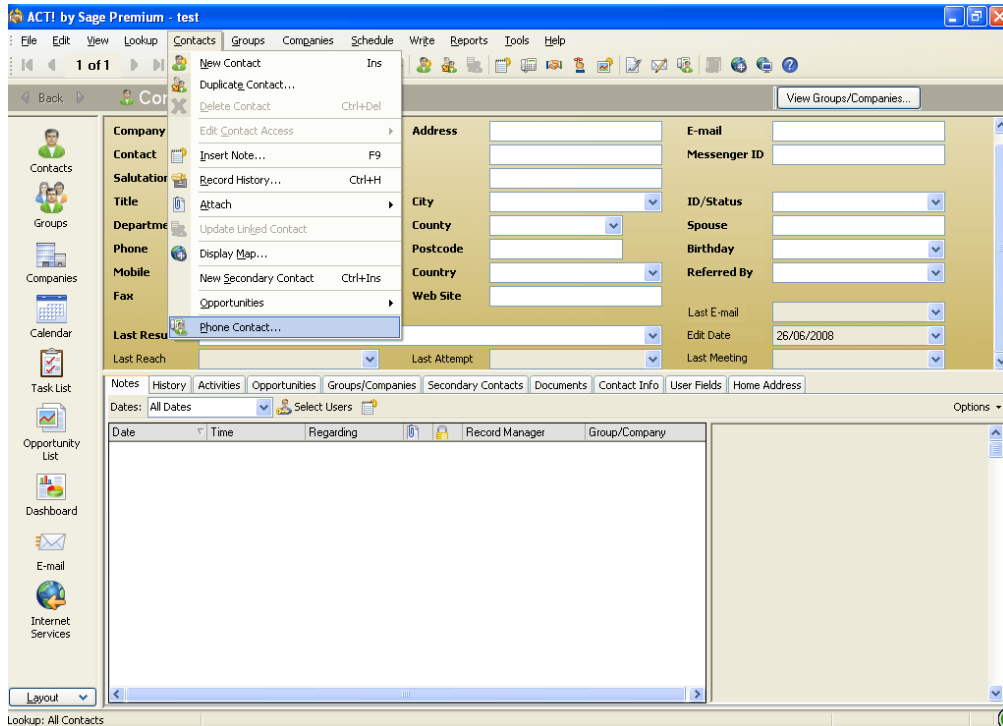 ACT! by Sage Premium - test
File Edit View Lookup Contacts Groups Companies Schedule Write Reports Tools Help
1 of 1
Back Co
View Groups/Companies...
New Contact Ins
Duplicate Contact...
Delete Contact Ctrl+Del
Edit Contact Access
Insert Note... F9
Record History... Ctrl+H
Attach
Update Linked Contact
Display Map...
New Secondary Contact Ctrl+Ins
Opportunities
Phone Contact...
Contacts
Groups
Companies
Calendar
Task List
Opportunity
List
Dashboard
E-mail
Internet
Services
Layout
Company
Contact
Salutation
Title
Departme
Phone
Mobile
Fax
Last Resu
Last Reach
Address
City
County
Postcode
Country
Web Site
Last Attempt
E-mail
Messenger ID
ID/Status
Spouse
Birthday
Referred By
Last E-mail
Edit Date 26/06/2008
Last Meeting
Notes History Activities Opportunities Groups/Companies Secondary Contacts Documents Contact Info User Fields Home Address
Dates: All Dates Select Users Options
Date Time Regarding Record Manager Group/Company
Lookup: All Contacts